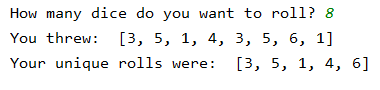 How many dice do you want to roll? 8
You threw:  [3, 5, 1, 4, 3, 5, 6, 1]
Your unique rolls were:  [3, 5, 1, 4, 6]